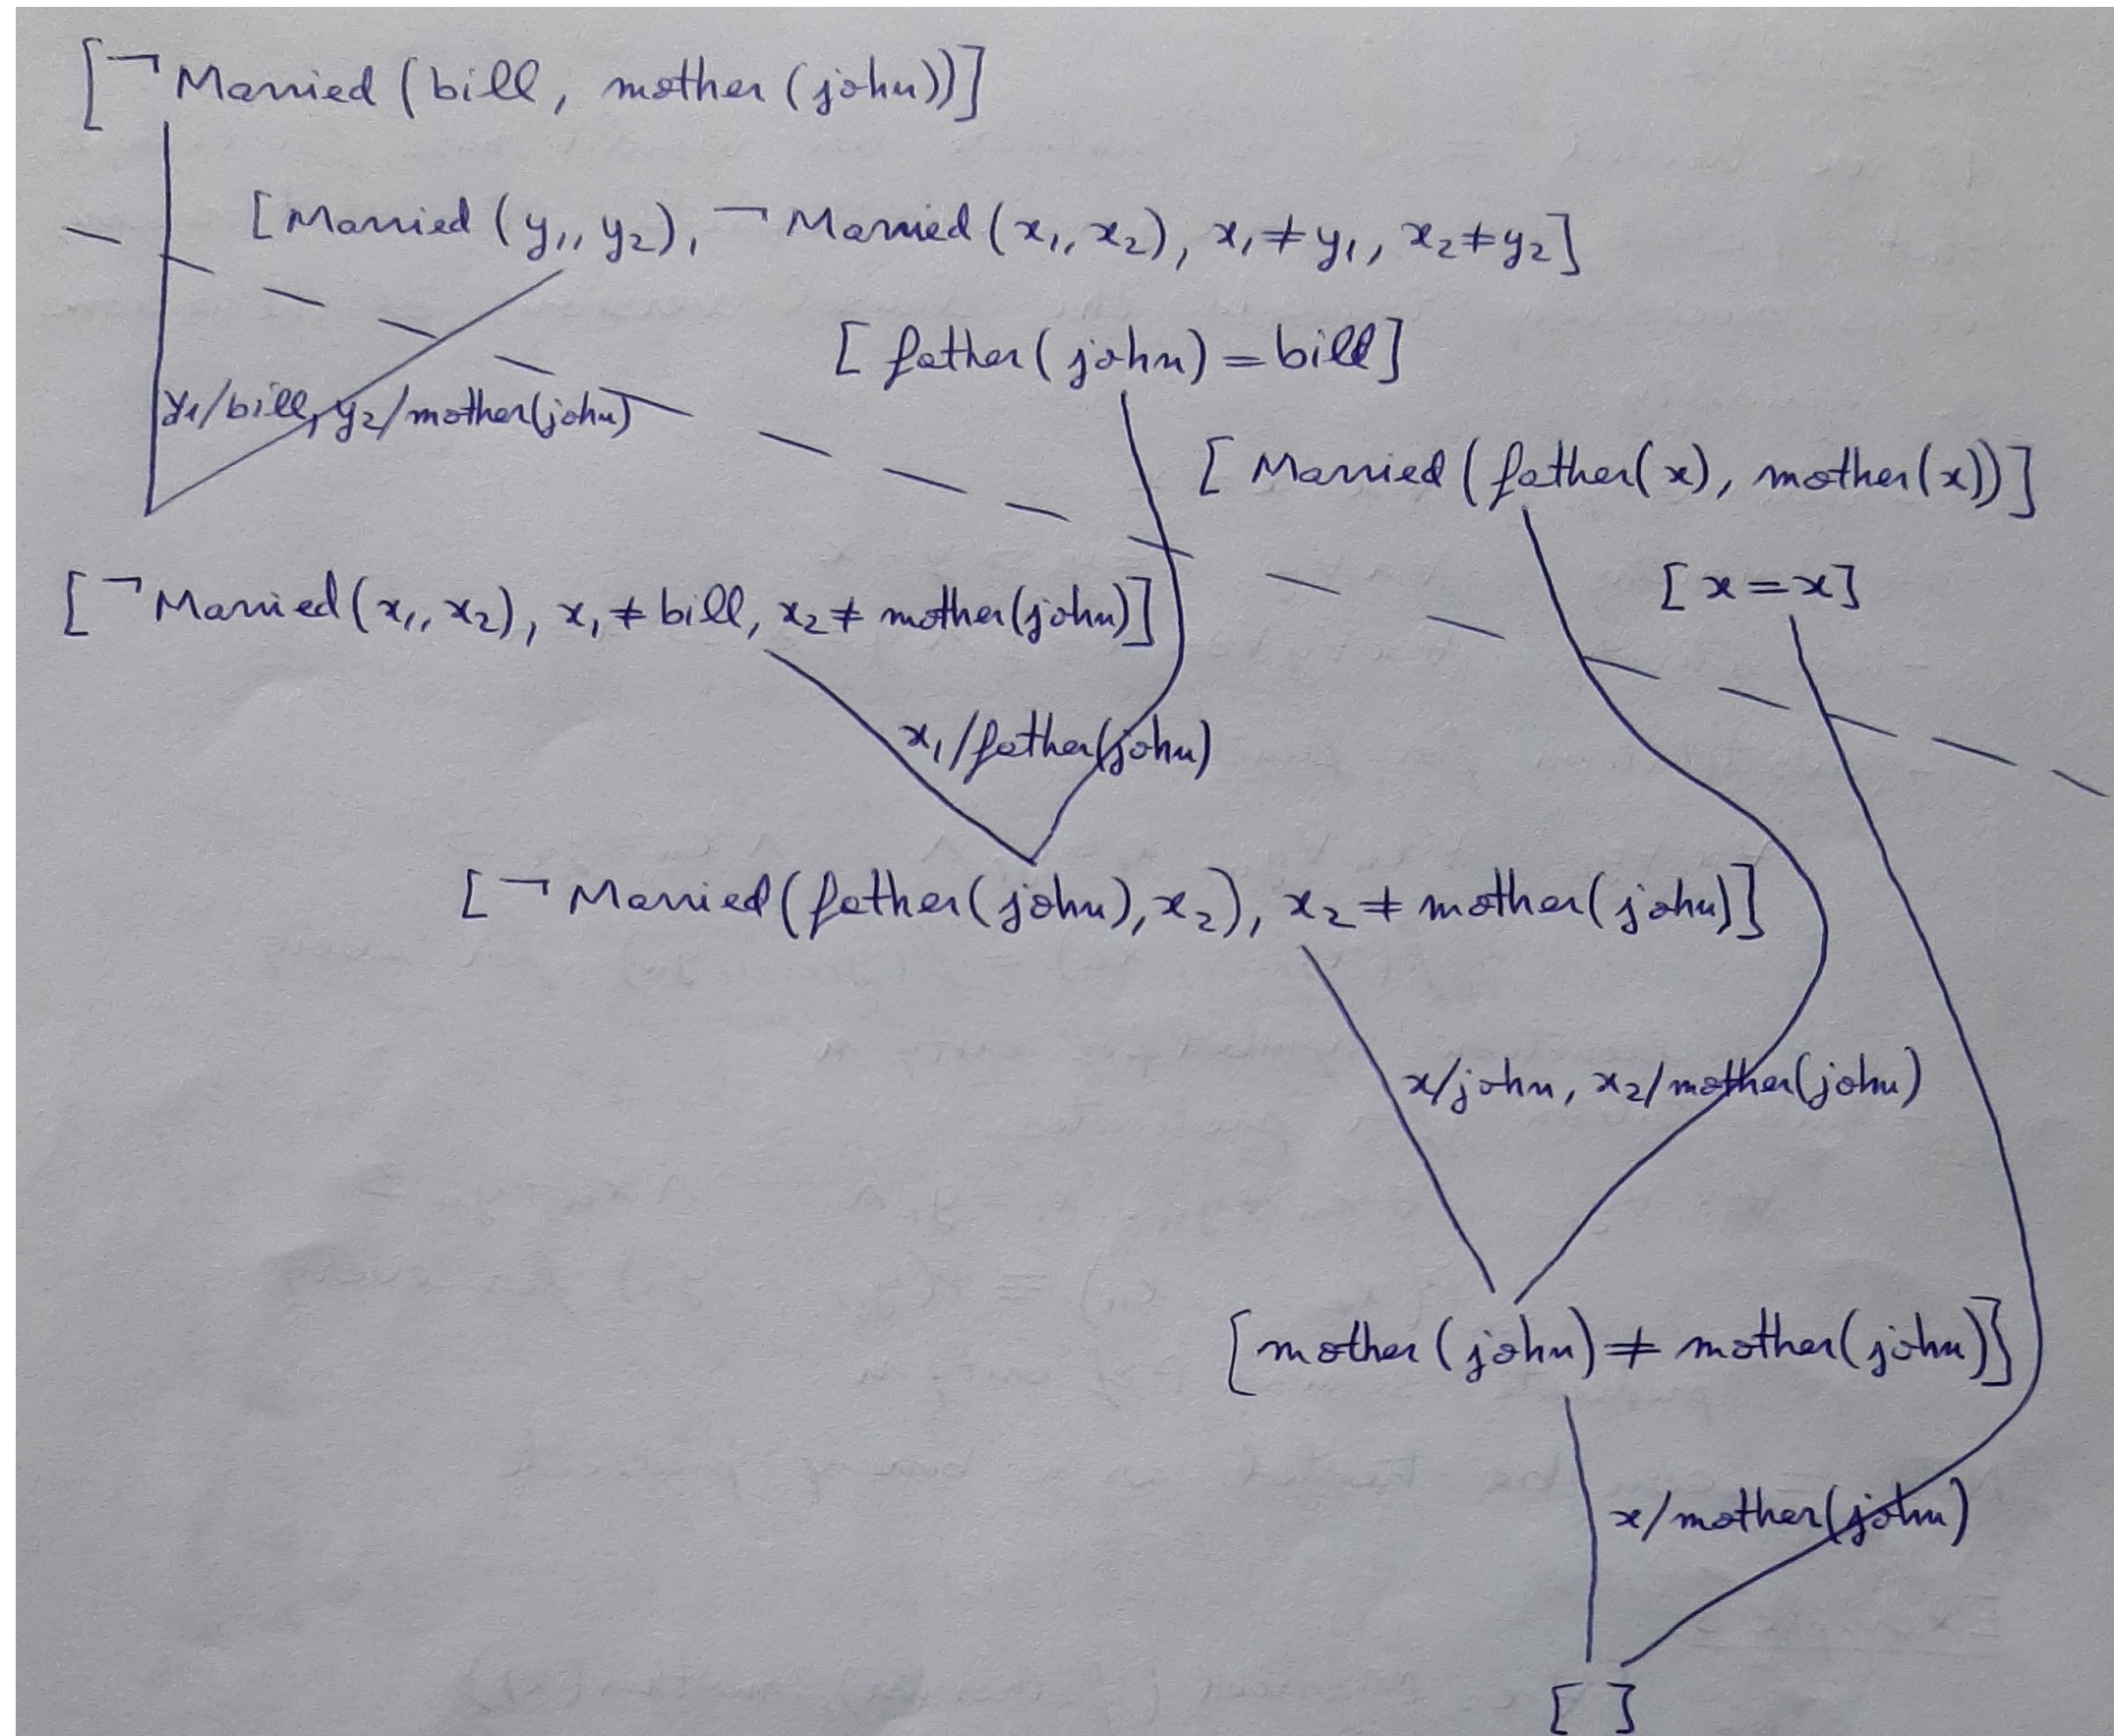 [¬Married(bill, mother(john))]
[Married(y₁, y₂), ¬Married(x₁, x₂), x₁≠y₁, x₂≠y₂]
[father(john)=bill]
y₁/bill, y₂/mother(john)
[Married(father(x), mother(x))]
[x=x]
[¬Married(x₁, x₂), x₁≠bill, x₂≠mother(john)]
x₁/father(john)
[¬Married(father(john), x₂), x₂≠mother(john)]
x/john, x₂/mother(john)
[mother(john)≠mother(john)]
x/mother(john)
[ ]